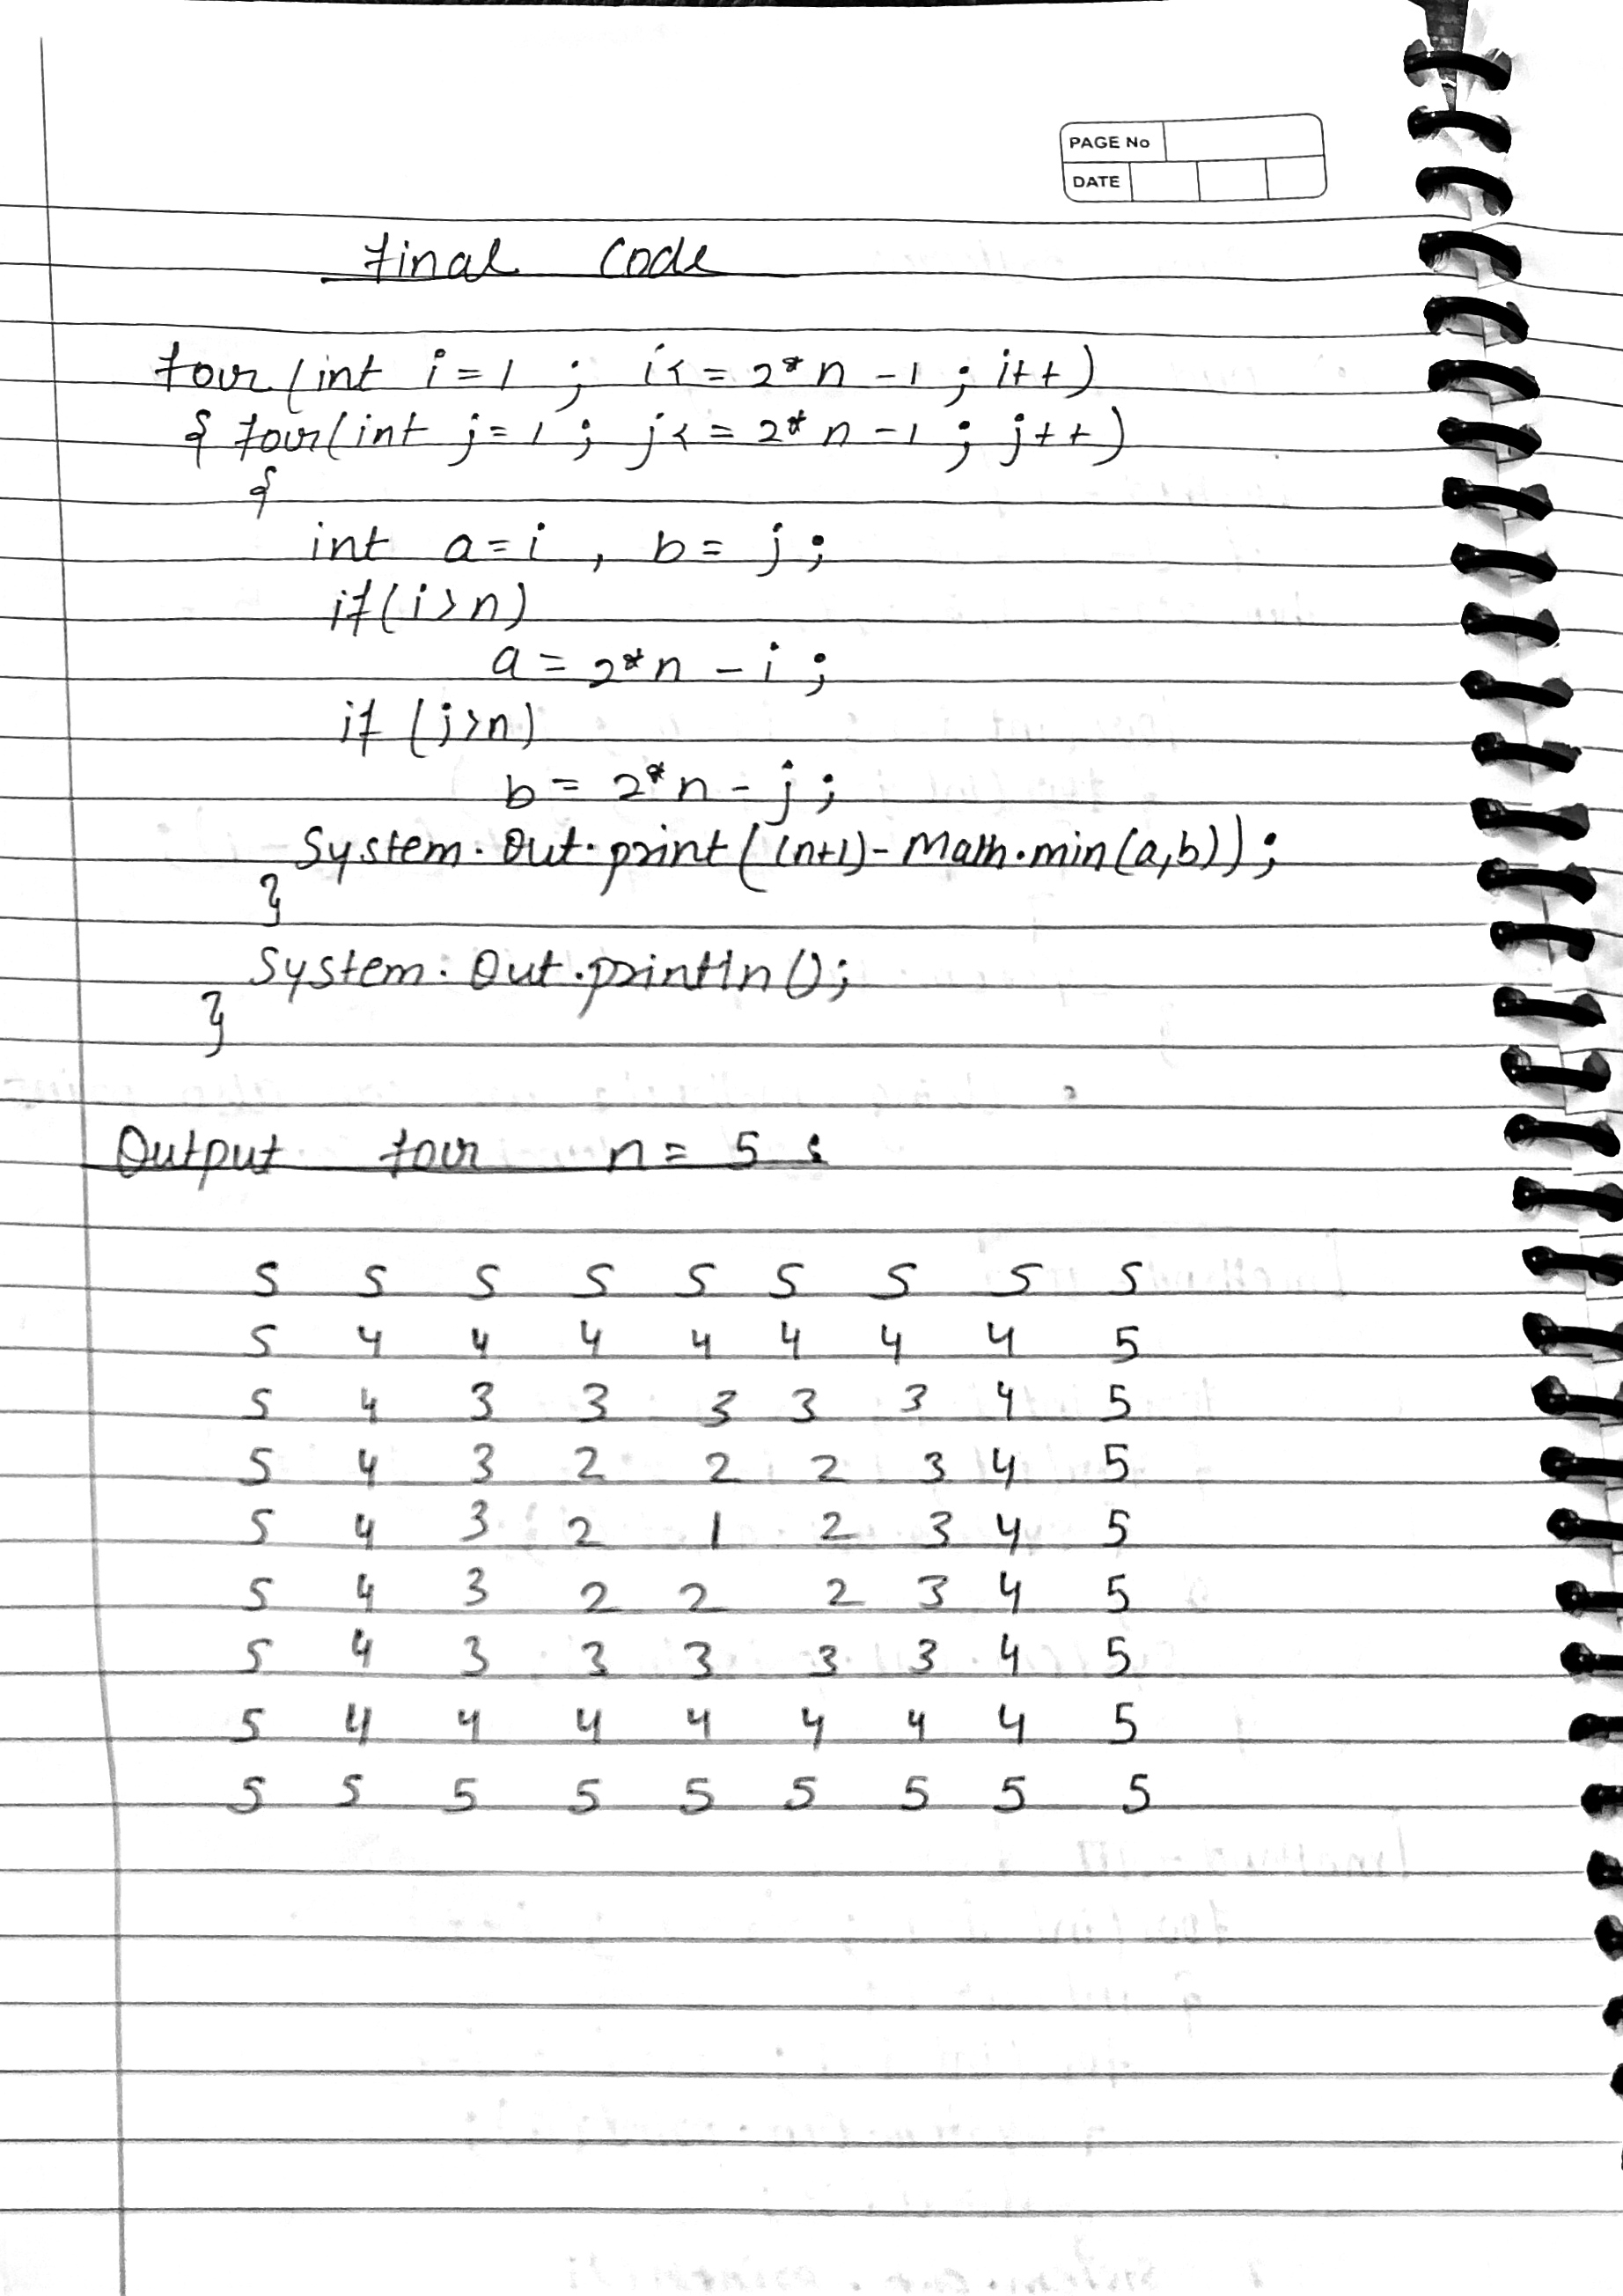 PAGE No
DATE
Final Code
for(int i=1 ; i<=2*n-1 ; i++)
{ for(int j=1 ; j<=2*n-1 ; j++)
{
int a=i , b=j ;
if(i>n)
a=2*n-i ;
if (j>n)
b=2*n-j ;
System.Out.print((n+1)-Math.min(a,b)) ;
}
System.Out.println();
}
Output for n=5 :
5 5 5 5 5 5 5 5 5
5 4 4 4 4 4 4 4 5
5 4 3 3 3 3 3 4 5
5 4 3 2 2 2 3 4 5
5 4 3 2 1 2 3 4 5
5 4 3 2 2 2 3 4 5
5 4 3 3 3 3 3 4 5
5 4 4 4 4 4 4 4 5
5 5 5 5 5 5 5 5 5